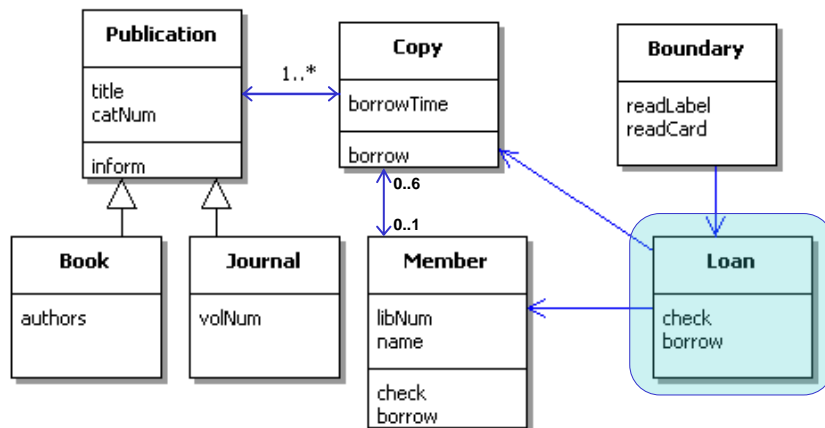 Publication
title
catNum
inform
1..*
Copy
borrowTime
borrow
Boundary
readLabel
readCard
0..6
0..1
Book
authors
Journal
volNum
Member
libNum
name
check
borrow
Loan
check
borrow